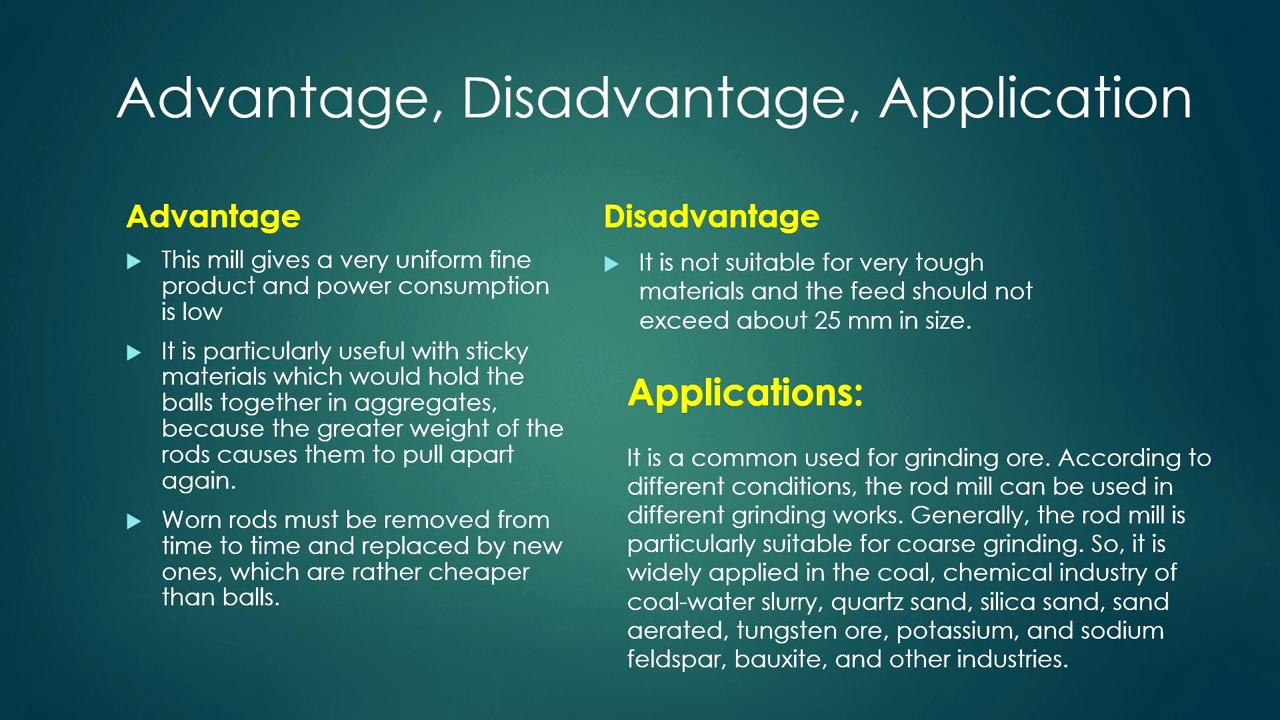 Advantage, Disadvantage, Application
Advantage
This mill gives a very uniform fine
product and power consumption
is low
It is particularly useful with sticky
materials which would hold the
balls together in aggregates,
because the greater weight of the
rods causes them to pull apart
again.
Worn rods must be removed from
time to time and replaced by new
ones, which are rather cheaper
than balls.
Disadvantage
It is not suitable for very tough
materials and the feed should not
exceed about 25 mm in size.
Applications:
It is a common used for grinding ore. According to
different conditions, the rod mill can be used in
different grinding works. Generally, the rod mill is
particularly suitable for coarse grinding. So, it is
widely applied in the coal, chemical industry of
coal-water slurry, quartz sand, silica sand, sand
aerated, tungsten ore, potassium, and sodium
feldspar, bauxite, and other industries.